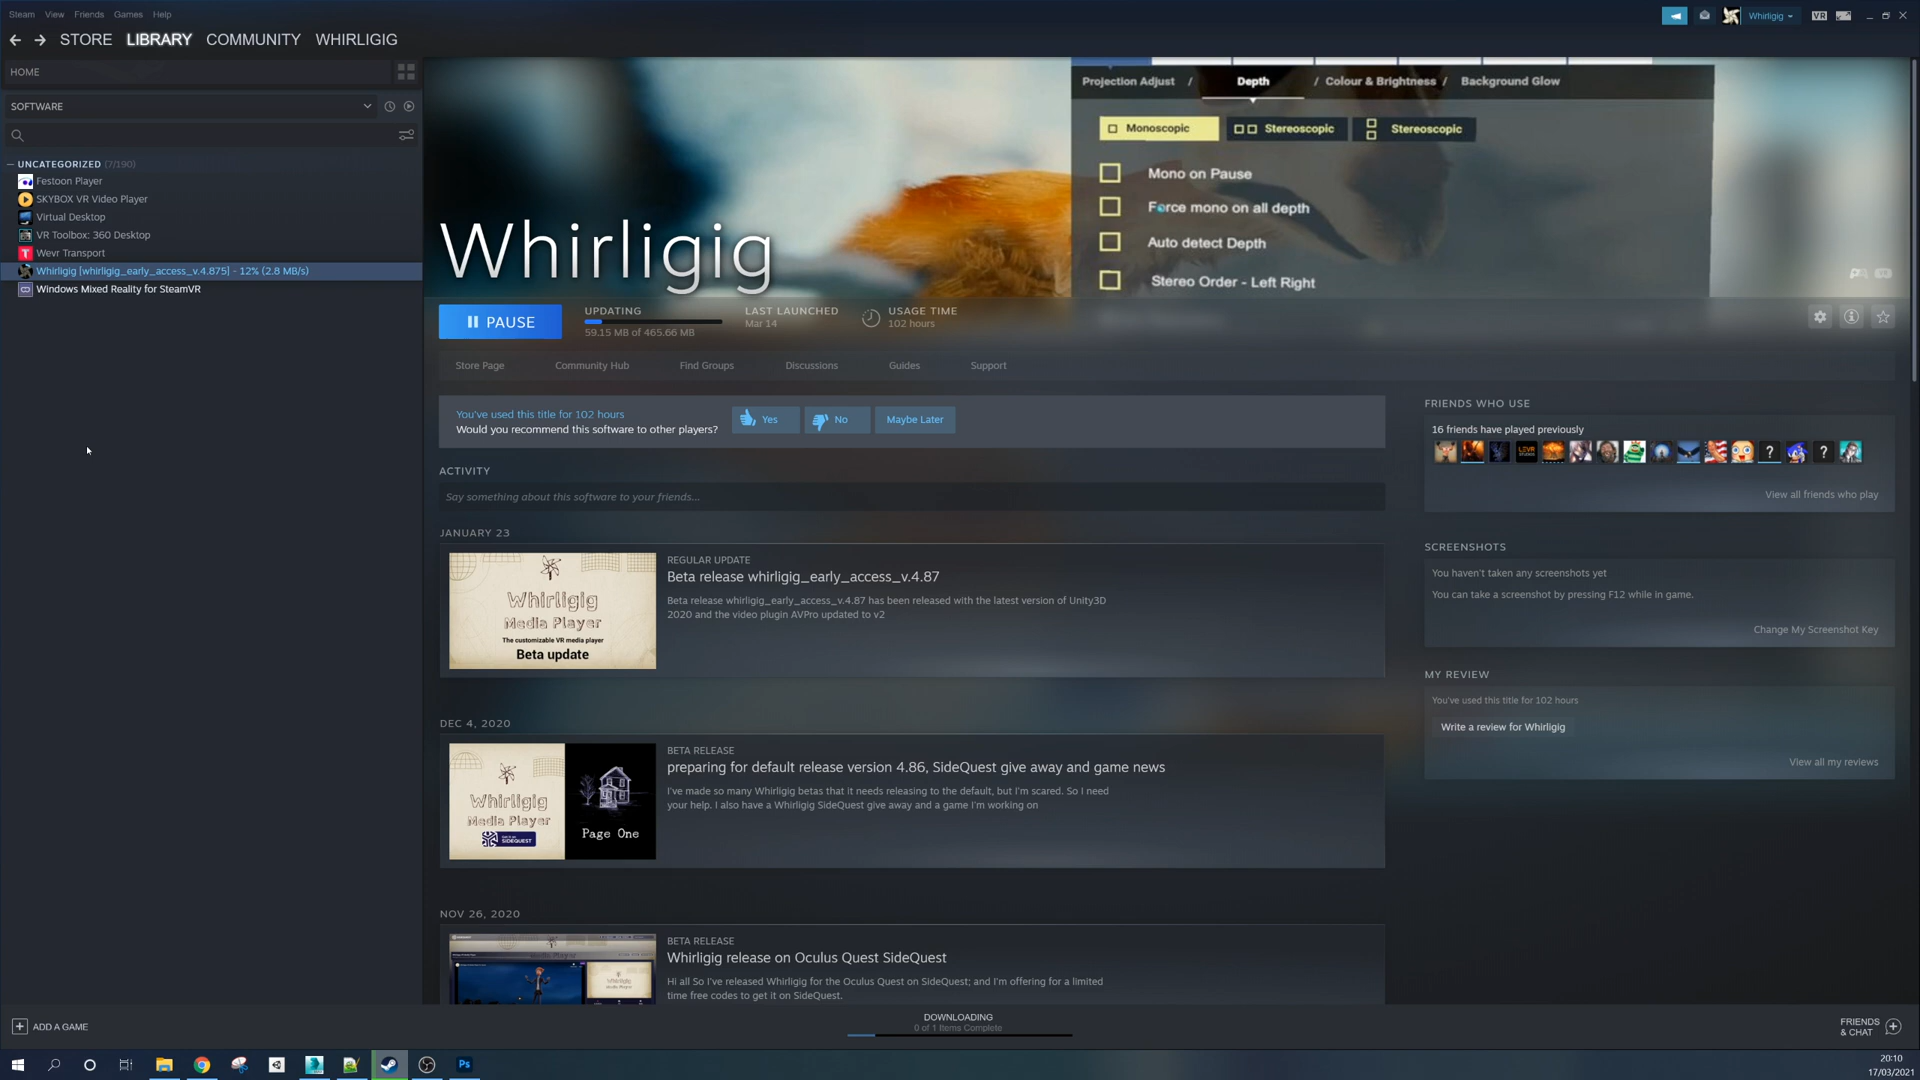 Steam View Friends Games Help
Whirligig
VR
STORE LIBRARY COMMUNITY WHIRLIGIG
HOME
SOFTWARE
UNCATEGORIZED (7/190)
Festoon Player
SKYBOX VR Video Player
Virtual Desktop
VR Toolbox: 360 Desktop
Wevr Transport
Whirligig [whirligig_early_access_v.4.875] - 12% (2.8 MB/s)
Windows Mixed Reality for SteamVR
Projection Adjust / Depth / Colour & Brightness / Background Glow
Monoscopic Stereoscopic Stereoscopic
Mono on Pause
Force mono on all depth
Auto detect Depth
Stereo Order - Left Right
Whirligig
PAUSE
UPDATING
59.15 MB of 465.66 MB
LAST LAUNCHED
Mar 14
USAGE TIME
102 hours
Store Page Community Hub Find Groups Discussions Guides Support
You've used this title for 102 hours
Would you recommend this software to other players?
Yes No Maybe Later
ACTIVITY
Say something about this software to your friends...
JANUARY 23
Whirligig
Media Player
The customizable VR media player
Beta update
REGULAR UPDATE
Beta release whirligig_early_access_v.4.87
Beta release whirligig_early_access_v.4.87 has been released with the latest version of Unity3D
2020 and the video plugin AVPro updated to v2
DEC 4, 2020
Whirligig
Media Player
SIDEQUEST
Page One
BETA RELEASE
preparing for default release version 4.86, SideQuest give away and game news
I've made so many Whirligig betas that it needs releasing to the default, but I'm scared. So I need
your help. I also have a Whirligig SideQuest give away and a game I'm working on
NOV 26, 2020
BETA RELEASE
Whirligig release on Oculus Quest SideQuest
Hi all So I've released Whirligig for the Oculus Quest on SideQuest; and I'm offering for a limited
time free codes to get it on SideQuest.
FRIENDS WHO USE
16 friends have played previously
LEVR
STUDIOS
? ?
View all friends who play
SCREENSHOTS
You haven't taken any screenshots yet
You can take a screenshot by pressing F12 while in game.
Change My Screenshot Key
MY REVIEW
You've used this title for 102 hours
Write a review for Whirligig
View all my reviews
ADD A GAME
DOWNLOADING
0 of 1 Items Complete
FRIENDS
& CHAT
Ps
20:10
17/03/2021